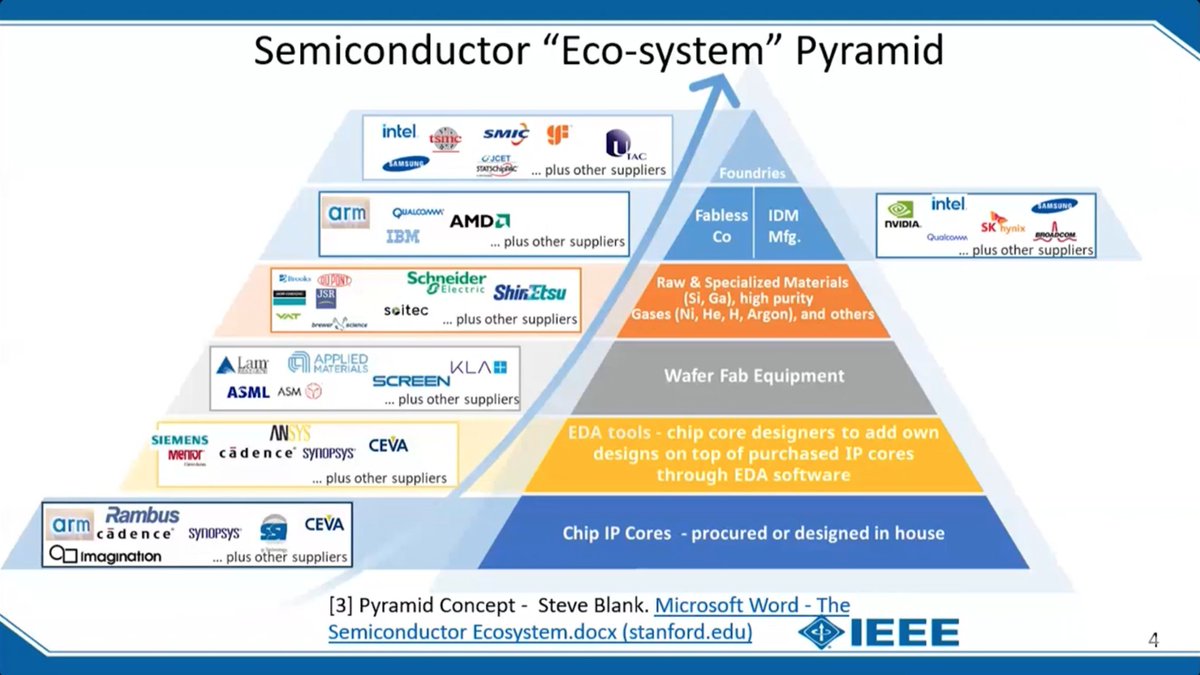 Semiconductor “Eco-system” Pyramid
intel
tsmc
SMIC
gf
UTAC
SAMSUNG
JCET
STATSChipPAC
... plus other suppliers
Foundries
arm
QUALCOMM
AMD
IBM
... plus other suppliers
Fabless
Co
IDM
Mfg.
NVIDIA
intel
SAMSUNG
SK hynix
Qualcomm
BROADCOM
... plus other suppliers
Brooks
DUPONT
Schneider
Electric
JSR
ShinEtsu
VAT
brewer science
soitec
... plus other suppliers
Raw & Specialized Materials
(Si, Ga), high purity
Gases (Ni, He, H, Argon), and others
Lam
RESEARCH
APPLIED
MATERIALS
KLA
SCREEN
ASML
ASM
... plus other suppliers
Wafer Fab Equipment
SIEMENS
Mentor
ANSYS
cādence
SYNOPSYS
CEVA
... plus other suppliers
EDA tools - chip core designers to add own
designs on top of purchased IP cores
through EDA software
arm
Rambus
cādence
SYNOPSYS
CEVA
Imagination
... plus other suppliers
Chip IP Cores - procured or designed in house
[3] Pyramid Concept - Steve Blank. Microsoft Word - The
Semiconductor Ecosystem.docx (stanford.edu)
IEEE
4